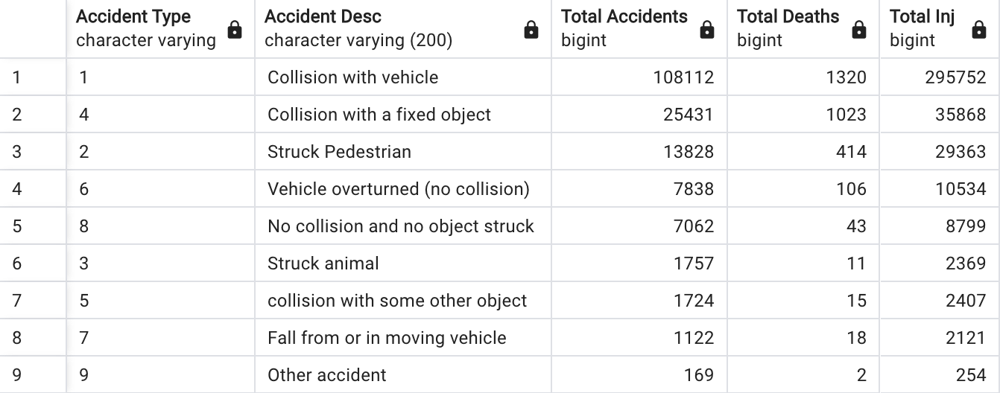 Accident Type Accident Desc Total Accidents Total Deaths Total Inj
character varying character varying (200) bigint bigint bigint
1 1 Collision with vehicle 108112 1320 295752
2 4 Collision with a fixed object 25431 1023 35868
3 2 Struck Pedestrian 13828 414 29363
4 6 Vehicle overturned (no collision) 7838 106 10534
5 8 No collision and no object struck 7062 43 8799
6 3 Struck animal 1757 11 2369
7 5 collision with some other object 1724 15 2407
8 7 Fall from or in moving vehicle 1122 18 2121
9 9 Other accident 169 2 254